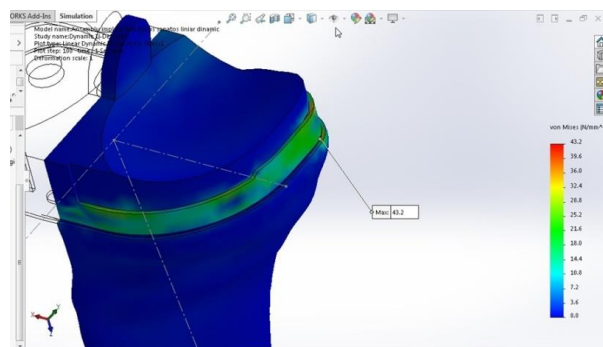 ORKS Add-Ins Simulation
Study name:Dynamic
Plot type: Linear Dynamic
Plot step: 100
Deformation scale: 1
von Mises (N/mm^
43.2
39.6
36.0
32.4
28.8
25.2
21.6
18.0
14.4
10.8
7.2
3.6
0.0
Max: 43.2